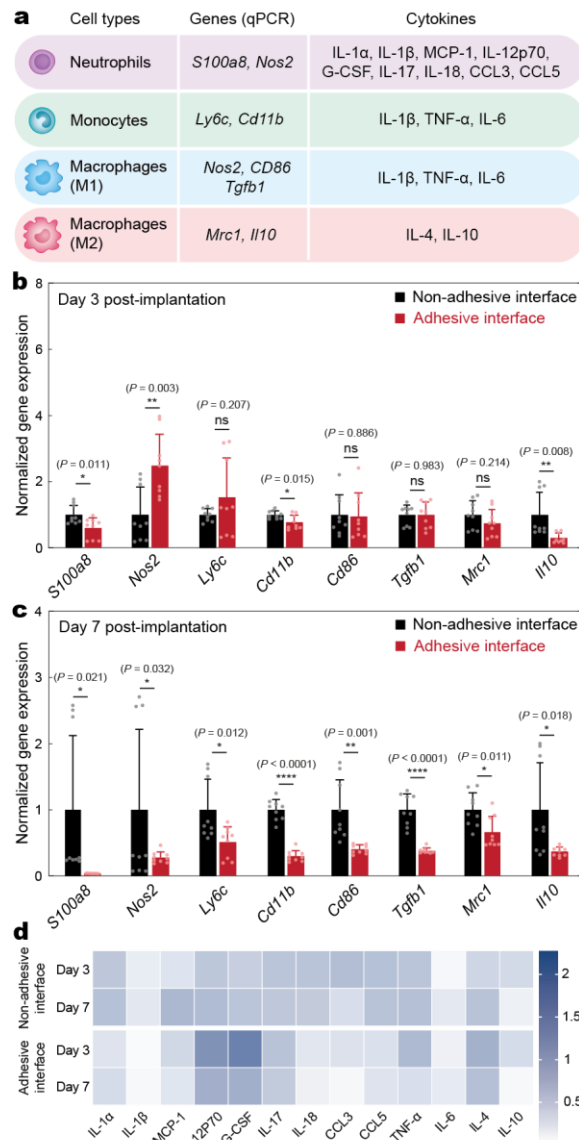 a
Cell types Genes (qPCR) Cytokines
Neutrophils S100a8, Nos2 IL-1α, IL-1β, MCP-1, IL-12p70,
G-CSF, IL-17, IL-18, CCL3, CCL5
Monocytes Ly6c, Cd11b IL-1β, TNF-α, IL-6
Macrophages
(M1)
Nos2, CD86
Tgfb1
IL-1β, TNF-α, IL-6
Macrophages
(M2)
Mrc1, Il10
IL-4, IL-10
b
Day 3 post-implantation
Non-adhesive interface
Adhesive interface
Normalized gene expression
8
6
4
2
0
(P = 0.011)
*
(P = 0.003)
**
(P = 0.207)
ns
(P = 0.015)
*
(P = 0.886)
ns
(P = 0.983)
ns
(P = 0.214)
ns
(P = 0.008)
**
S100a8 Nos2 Ly6c Cd11b Cd86 Tgfb1 Mrc1 Il10
c
Day 7 post-implantation
Non-adhesive interface
Adhesive interface
Normalized gene expression
4
3
2
1
0
(P = 0.021)
*
(P = 0.032)
*
(P = 0.012)
*
(P < 0.0001)
****
(P = 0.001)
**
(P < 0.0001)
****
(P = 0.011)
*
(P = 0.018)
*
S100a8 Nos2 Ly6c Cd11b Cd86 Tgfb1 Mrc1 Il10
d
Non-adhesive
interface
Day 3
Day 7
Adhesive
interface
Day 3
Day 7
2
1.5
1
0.5
IL-1α IL-1β MCP-1 12P70 G-CSF IL-17 IL-18 CCL3 CCL5 TNF-α IL-6 IL-4 IL-10